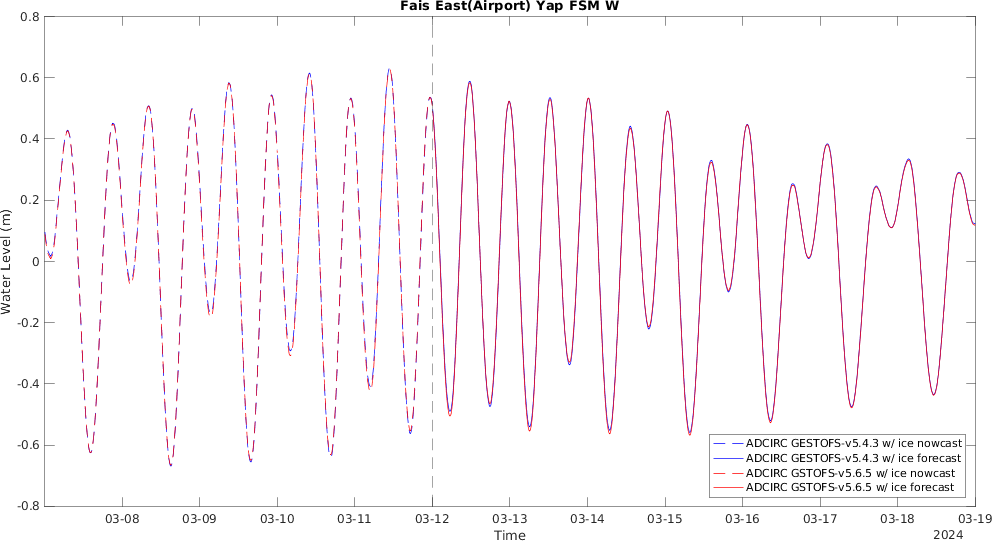 Fais East(Airport) Yap FSM W
0.8
0.6
0.4
0.2
0
-0.2
-0.4
-0.6
-0.8
Water Level (m)
ADCIRC GESTOFS-v5.4.3 w/ ice nowcast
ADCIRC GESTOFS-v5.4.3 w/ ice forecast
ADCIRC GSTOFS-v5.6.5 w/ ice nowcast
ADCIRC GSTOFS-v5.6.5 w/ ice forecast
03-08 03-09 03-10 03-11 03-12 03-13 03-14 03-15 03-16 03-17 03-18 03-19
Time
2024